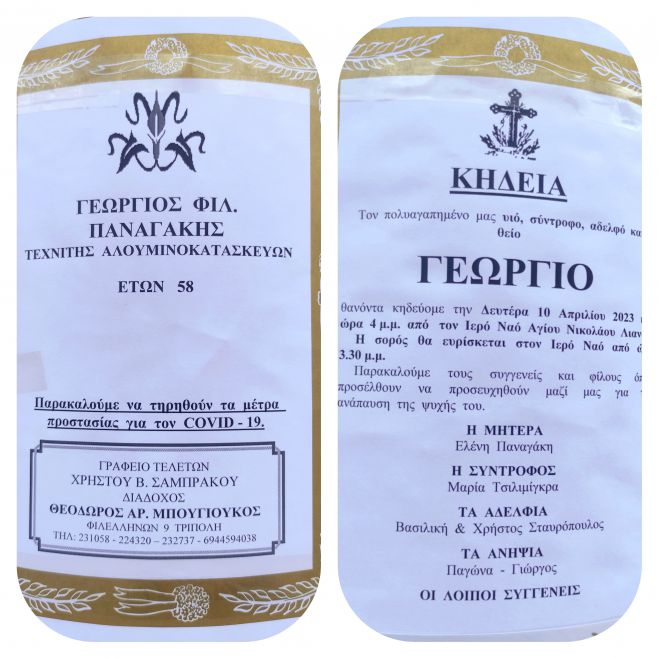 ΓΕΩΡΓΙΟΣ ΦΙΛ.
ΠΑΝΑΓΑΚΗΣ
ΤΕΧΝΙΤΗΣ ΑΛΟΥΜΙΝΟΚΑΤΑΣΚΕΥΩΝ
ΕΤΩΝ 58
Παρακαλούμε να τηρηθούν τα μέτρα
προστασίας για τον COVID - 19.
ΓΡΑΦΕΙΟ ΤΕΛΕΤΩΝ
ΧΡΗΣΤΟΥ Β. ΣΑΜΠΡΑΚΟΥ
ΔΙΑΔΟΧΟΣ
ΘΕΟΔΩΡΟΣ ΑΡ. ΜΠΟΥΓΙΟΥΚΟΣ
ΦΙΛΕΛΛΗΝΩΝ 9 ΤΡΙΠΟΛΗ
ΤΗΛ: 231058 - 224320 – 232737 - 6944594038
ΚΗΔΕΙΑ
Τον πολυαγαπημένο μας υιό, σύντροφο, αδελφό
θείο
ΓΕΩΡΓΙΟ
θανόντα κηδεύομε την Δευτέρα 10 Απριλίου 2023
ώρα 4 μ.μ. από τον Ιερό Ναό Αγίου Νικολάου
Η σορός θα ευρίσκεται στον Ιερό Ναό από
3.30 μ.μ.
Παρακαλούμε τους συγγενείς και φίλους
προσέλθουν να προσευχηθούν μαζί μας για
ανάπαυση της ψυχής του.
Η ΜΗΤΕΡΑ
Ελένη Παναγάκη
Η ΣΥΝΤΡΟΦΟΣ
Μαρία Τσιλιμίγκρα
ΤΑ ΑΔΕΛΦΙΑ
Βασιλική & Χρήστος Σταυρόπουλος
ΤΑ ΑΝΗΨΙΑ
Παγώνα - Γιώργος
ΟΙ ΛΟΙΠΟΙ ΣΥΓΓΕΝΕΙΣ